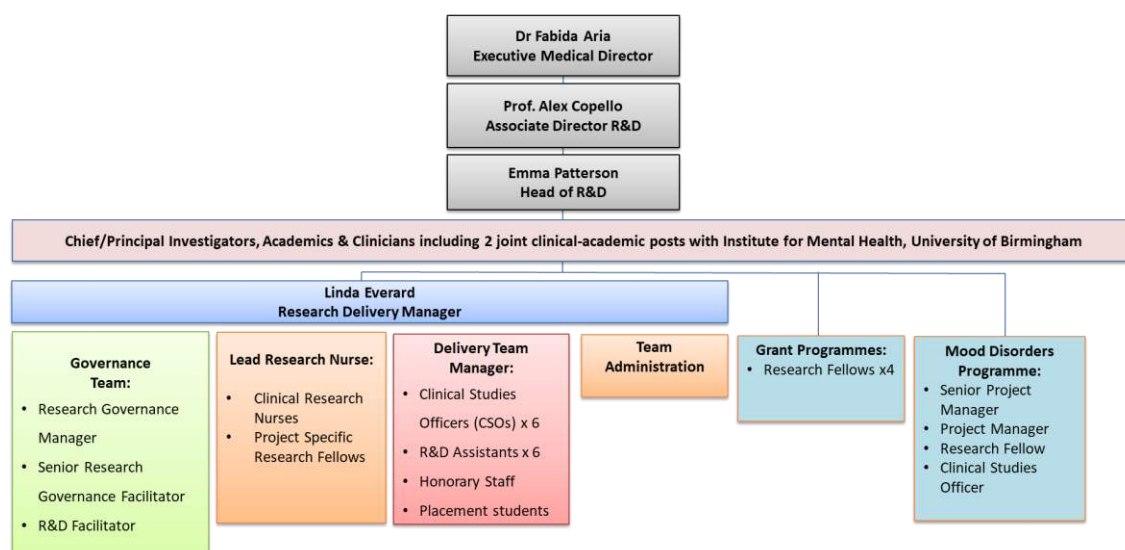 Dr Fabida Aria
Executive Medical Director
Prof. Alex Copello
Associate Director R&D
Emma Patterson
Head of R&D
Chief/Principal Investigators, Academics & Clinicians including 2 joint clinical-academic posts with Institute for Mental Health, University of Birmingham
Linda Everard
Research Delivery Manager
Governance
Team:
• Research Governance
Manager
• Senior Research
Governance Facilitator
• R&D Facilitator
Lead Research Nurse:
• Clinical Research
Nurses
• Project Specific
Research Fellows
Delivery Team
Manager:
• Clinical Studies
Officers (CSOs) x 6
• R&D Assistants x 6
• Honorary Staff
• Placement students
Team
Administration
Grant Programmes:
• Research Fellows x4
Mood Disorders
Programme:
• Senior Project
Manager
• Project Manager
• Research Fellow
• Clinical Studies
Officer